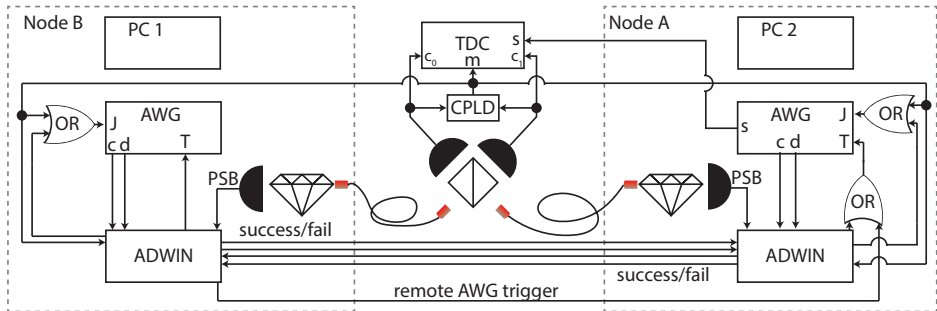 Node B
PC 1
TDC
s
c0
m
c1
Node A
PC 2
CPLD
OR
J
AWG
c d
T
AWG
J
s
c d
T
OR
PSB
PSB
OR
success/fail
ADWIN
ADWIN
success/fail
remote AWG trigger